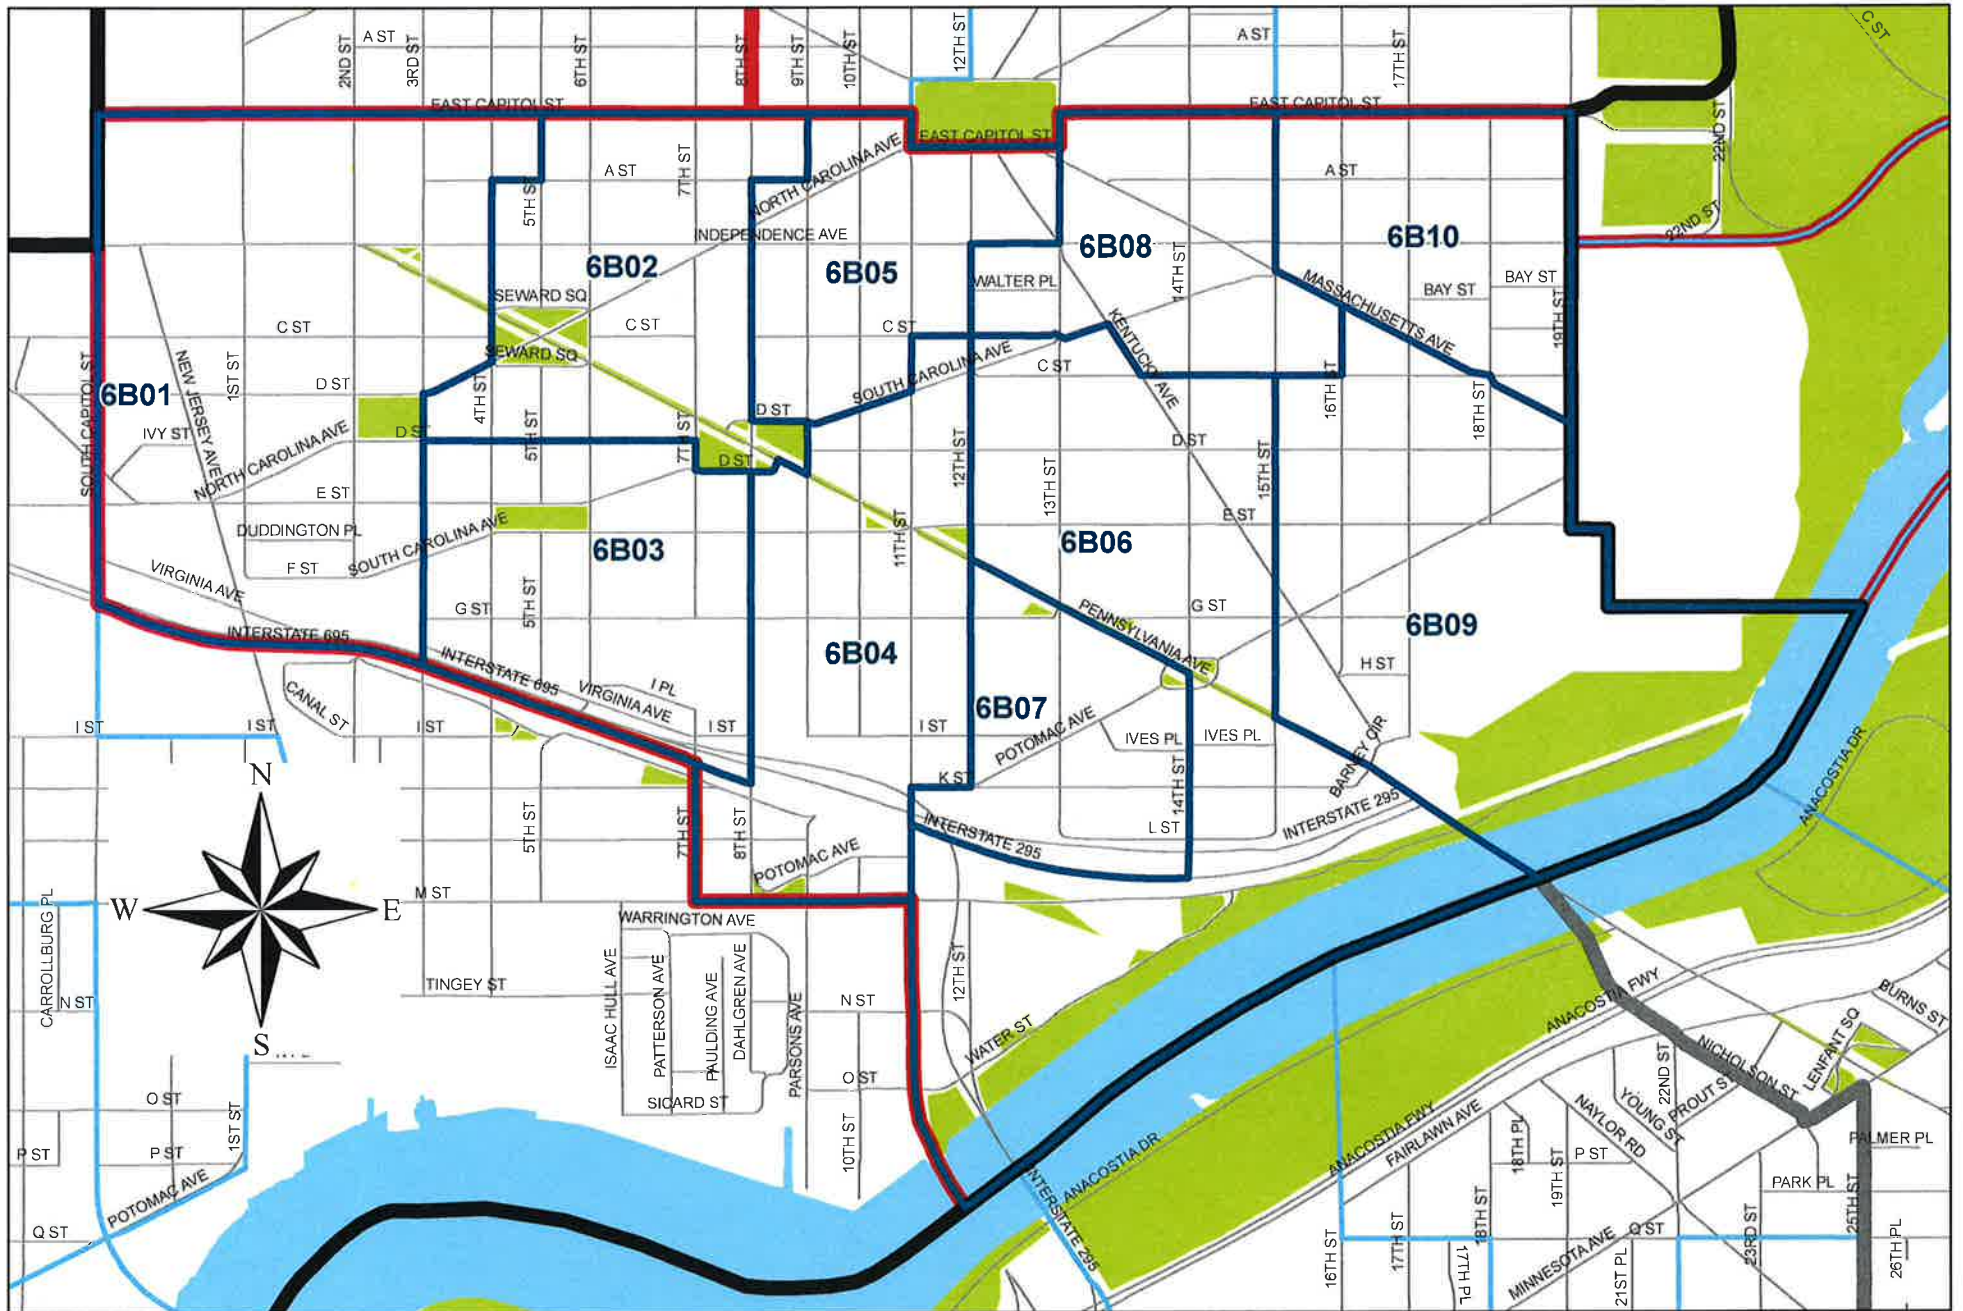 A ST
A ST
C ST
2ND ST
3RD ST
6TH ST
8TH ST
9TH ST
10TH ST
12TH ST
17TH ST
EAST CAPITOL ST
EAST CAPITOL ST
EAST CAPITOL ST
22ND ST
A ST
A ST
5TH ST
7TH ST
NORTH CAROLINA AVE
INDEPENDENCE AVE
22ND ST
6B02
6B05
6B08
6B10
14TH ST
WALTER PL
MASSACHUSETTS AVE
BAY ST
BAY ST
SEWARD SQ
C ST
C ST
C ST
KENTUCKY AVE
19TH ST
SEWARD SQ
SOUTH CAROLINA AVE
C ST
SOUTH CAPITOL ST
6B01
NEW JERSEY AVE
1ST ST
D ST
4TH ST
16TH ST
18TH ST
D ST
IVY ST
NORTH CAROLINA AVE
D ST
5TH ST
7TH ST
D ST
12TH ST
13TH ST
D ST
15TH ST
E ST
DUDDINGTON PL
SOUTH CAROLINA AVE
F ST
6B03
11TH ST
6B06
E ST
VIRGINIA AVE
G ST
5TH ST
PENNSYLVANIA AVE
G ST
6B09
INTERSTATE 695
INTERSTATE 695
6B04
H ST
CANAL ST
VIRGINIA AVE
I PL
6B07
I ST
I ST
I ST
I ST
I ST
POTOMAC AVE
IVES PL
IVES PL
BARNEY CIR
ANACOSTIA DR
N
K ST
14TH ST
5TH ST
7TH ST
8TH ST
INTERSTATE 295
L ST
INTERSTATE 295
POTOMAC AVE
W
E
M ST
CARROLLBURG PL
WARRINGTON AVE
TINGEY ST
ISAAC HULL AVE
PATTERSON AVE
PAULDING AVE
DAHLGREN AVE
PARSONS AVE
N ST
N ST
12TH ST
WATER ST
ANACOSTIA FWY
BURNS ST
S
O ST
SICARD ST
NICHOLSON ST
LENFANT SQ
22ND ST
O ST
1ST ST
P ST
P ST
POTOMAC AVE
Q ST
10TH ST
INTERSTATE 295
ANACOSTIA DR
ANACOSTIA FWY
FAIRLAWN AVE
NAYLOR RD
YOUNG ST
PROUT ST
18TH PL
P ST
19TH ST
PALMER PL
PARK PL
16TH ST
17TH ST
18TH ST
17TH PL
Q ST
MINNESOTA AVE
21ST PL
23RD ST
25TH ST
26TH PL